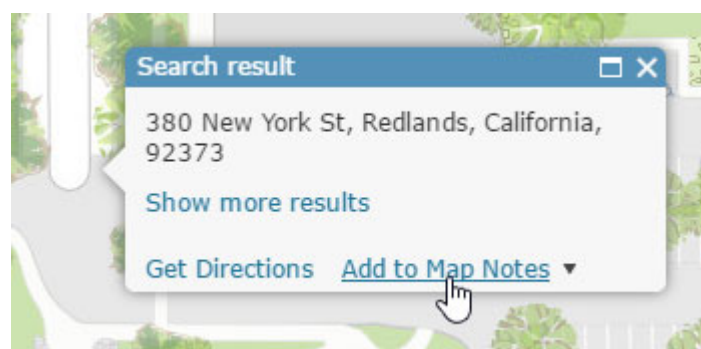 Search result
380 New York St, Redlands, California,
92373
Show more results
Get Directions Add to Map Notes